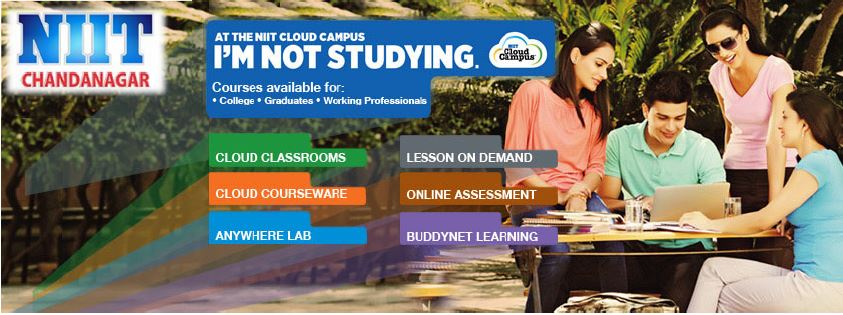 NIIT
CHANDANAGAR
AT THE NIIT CLOUD CAMPUS
I'M NOT STUDYING.
NIIT
Cloud
Campus
Courses available for:
• College • Graduates • Working Professionals
CLOUD CLASSROOMS
LESSON ON DEMAND
CLOUD COURSEWARE
ONLINE ASSESSMENT
ANYWHERE LAB
BUDDYNET LEARNING